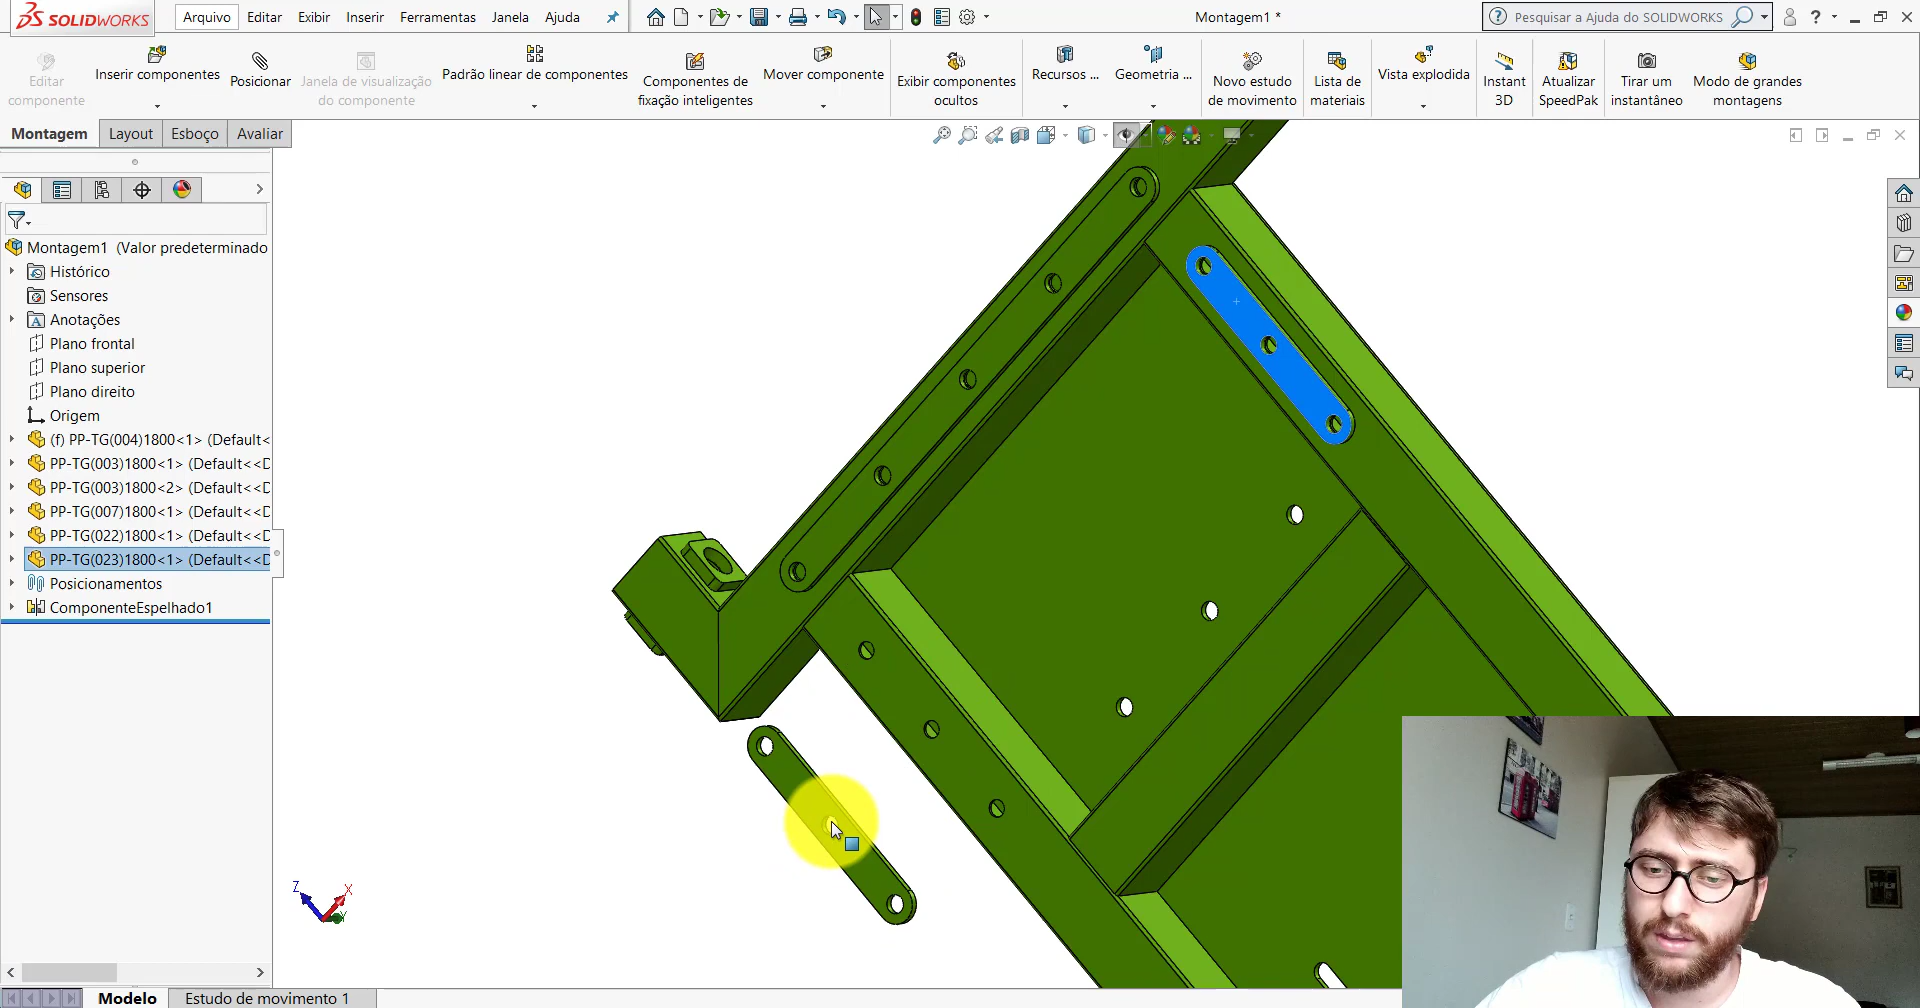 SOLIDWORKS
Arquivo Editar Exibir Inserir Ferramentas Janela Ajuda
Montagem1 *
Pesquisar a Ajuda do SOLIDWORKS
?
Editar componente
Inserir componentes
Posicionar
Janela de visualização do componente
Padrão linear de componentes
Componentes de fixação inteligentes
Mover componente
Exibir componentes ocultos
Recursos ...
Geometria ...
Novo estudo de movimento
Lista de materiais
Vista explodida
Instant 3D
Atualizar SpeedPak
Tirar um instantâneo
Modo de grandes montagens
Montagem Layout Esboço Avaliar
Montagem1 (Valor predeterminado
Histórico
Sensores
Anotações
Plano frontal
Plano superior
Plano direito
Origem
(f) PP-TG(004)1800<1> (Default<
PP-TG(003)1800<1> (Default<<D
PP-TG(003)1800<2> (Default<<D
PP-TG(007)1800<1> (Default<<D
PP-TG(022)1800<1> (Default<<D
PP-TG(023)1800<1> (Default<<D
Posicionamentos
ComponenteEspelhado1
Z X Y
Modelo Estudo de movimento 1